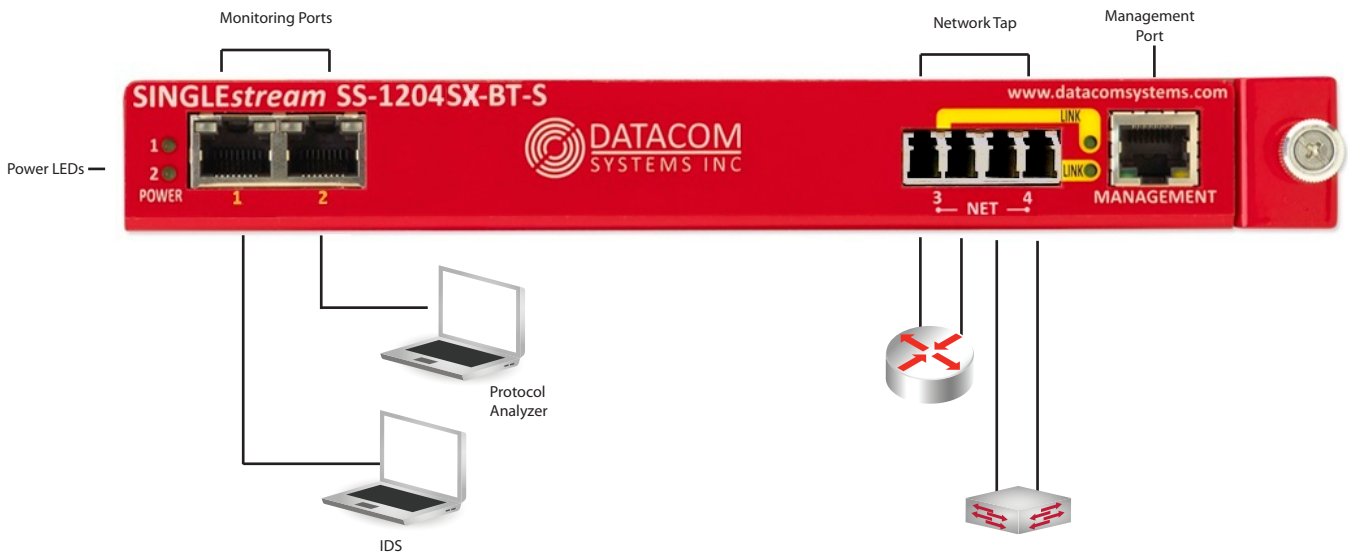 Monitoring Ports
Network Tap
Management
Port
SINGLEstream SS-1204SX-BT-S
www.datacomsystems.com
LINK
1
DATACOM
SYSTEMS INC
Power LEDs
2
LINK
POWER
1
2
3
NET
4
MANAGEMENT
Protocol
Analyzer
IDS